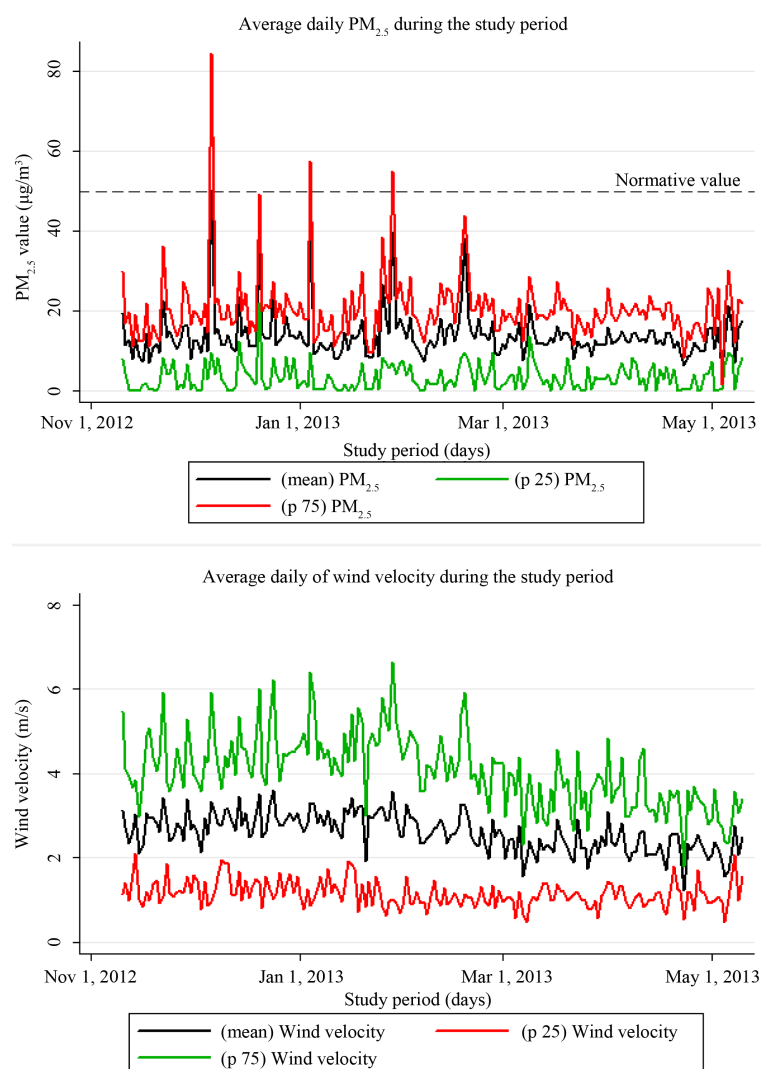 Average daily PM2.5 during the study period
80
60
40
20
0
PM2.5 value (μg/m³)
Normative value
Nov 1, 2012 Jan 1, 2013 Mar 1, 2013 May 1, 2013
Study period (days)
(mean) PM2.5 (p 25) PM2.5
(p 75) PM2.5
Average daily of wind velocity during the study period
8
6
4
2
0
Wind velocity (m/s)
Nov 1, 2012 Jan 1, 2013 Mar 1, 2013 May 1, 2013
Study period (days)
(mean) Wind velocity (p 25) Wind velocity
(p 75) Wind velocity